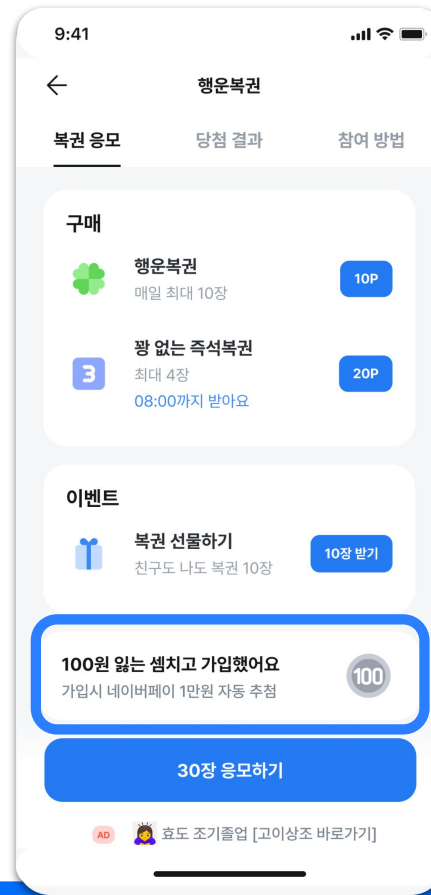 9:41
행운복권
복권 응모 당첨 결과 참여 방법
구매
행운복권
매일 최대 10장
10P
3
꽝 없는 즉석복권
최대 4장
08:00까지 받아요
20P
이벤트
복권 선물하기
친구도 나도 복권 10장
10장 받기
100원 잃는 셈치고 가입했어요
가입시 네이버페이 1만원 자동 추첨
100
30장 응모하기
AD 효도 조기졸업 [고이상조 바로가기]